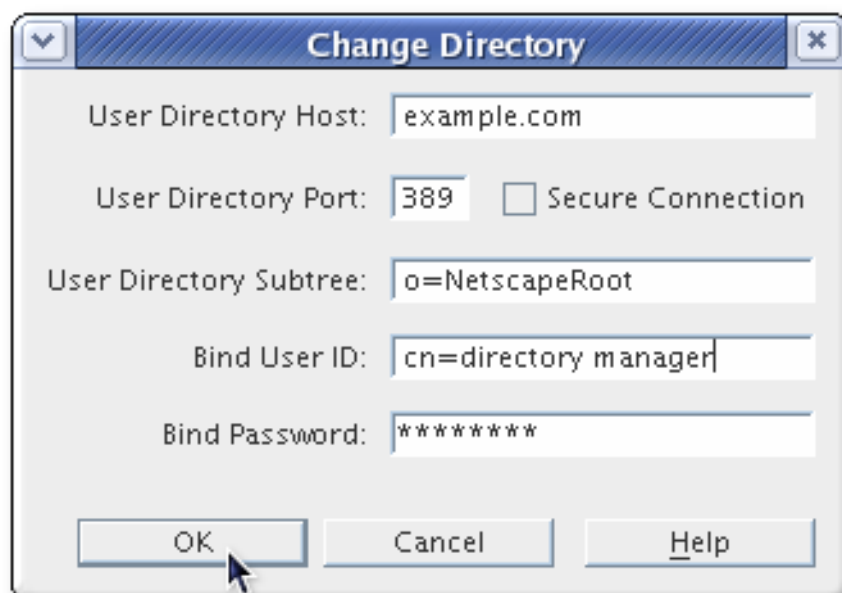 Change Directory
User Directory Host: example.com
User Directory Port: 389 Secure Connection
User Directory Subtree: o=NetscapeRoot
Bind User ID: cn=directory manager
Bind Password: ********
OK Cancel Help